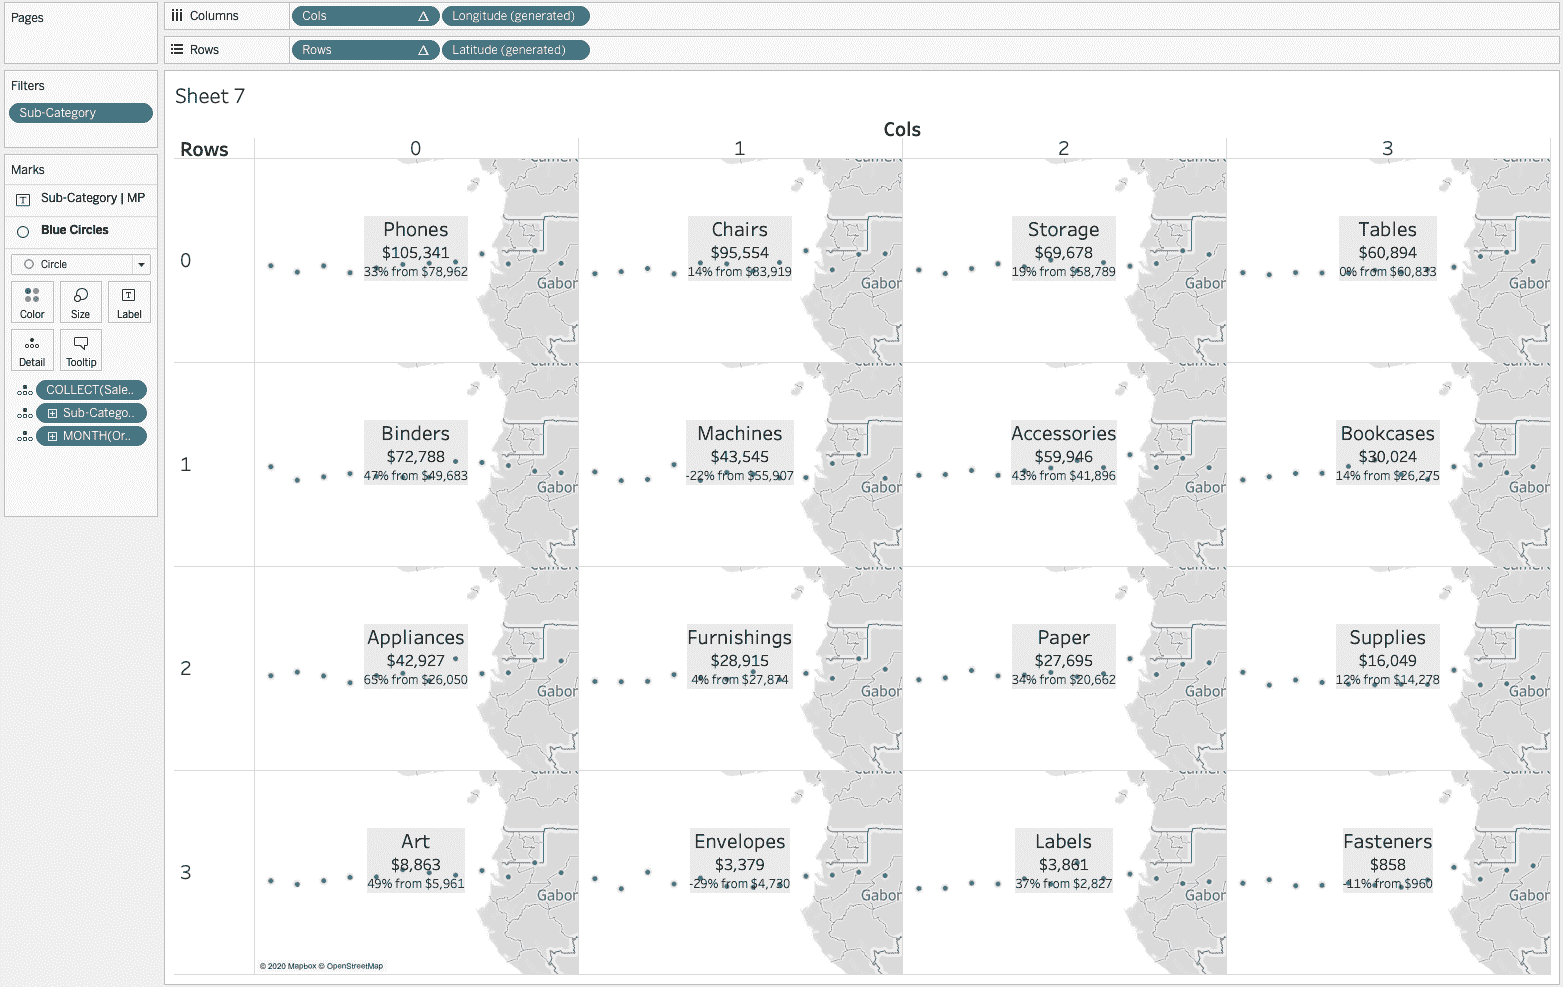 Pages
Columns
Cols
Longitude (generated)
Rows
Rows
Latitude (generated)
Filters
Sub-Category
Marks
Sub-Category | MP
Blue Circles
Circle
Color
Size
Label
Detail
Tooltip
COLLECT(Sale..
Sub-Catego..
MONTH(Or..
Sheet 7
Cols
Rows
0
1
2
3
0
Phones
$105,341
33% from $78,962
Gabon
Chairs
$95,554
14% from $83,919
Gabon
Storage
$69,678
19% from $58,789
Gabon
Tables
$60,894
0% from $60,833
Gabor
1
Binders
$72,788
47% from $49,683
Gabor
Machines
$43,545
-22% from $55,907
Gabor
Accessories
$59,946
43% from $41,896
Gabor
Bookcases
$30,024
14% from $26,275
Gabor
2
Appliances
$42,927
65% from $26,050
Gabor
Furnishings
$28,915
4% from $27,874
Gabor
Paper
$27,695
34% from $20,662
Gabor
Supplies
$16,049
12% from $14,278
Gabor
3
Art
$8,863
49% from $5,961
Gabor
Envelopes
$3,379
-29% from $4,730
Gabor
Labels
$3,861
37% from $2,827
Gabor
Fasteners
$858
-11% from $960
Gabor
© 2020 Mapbox © OpenStreetMap